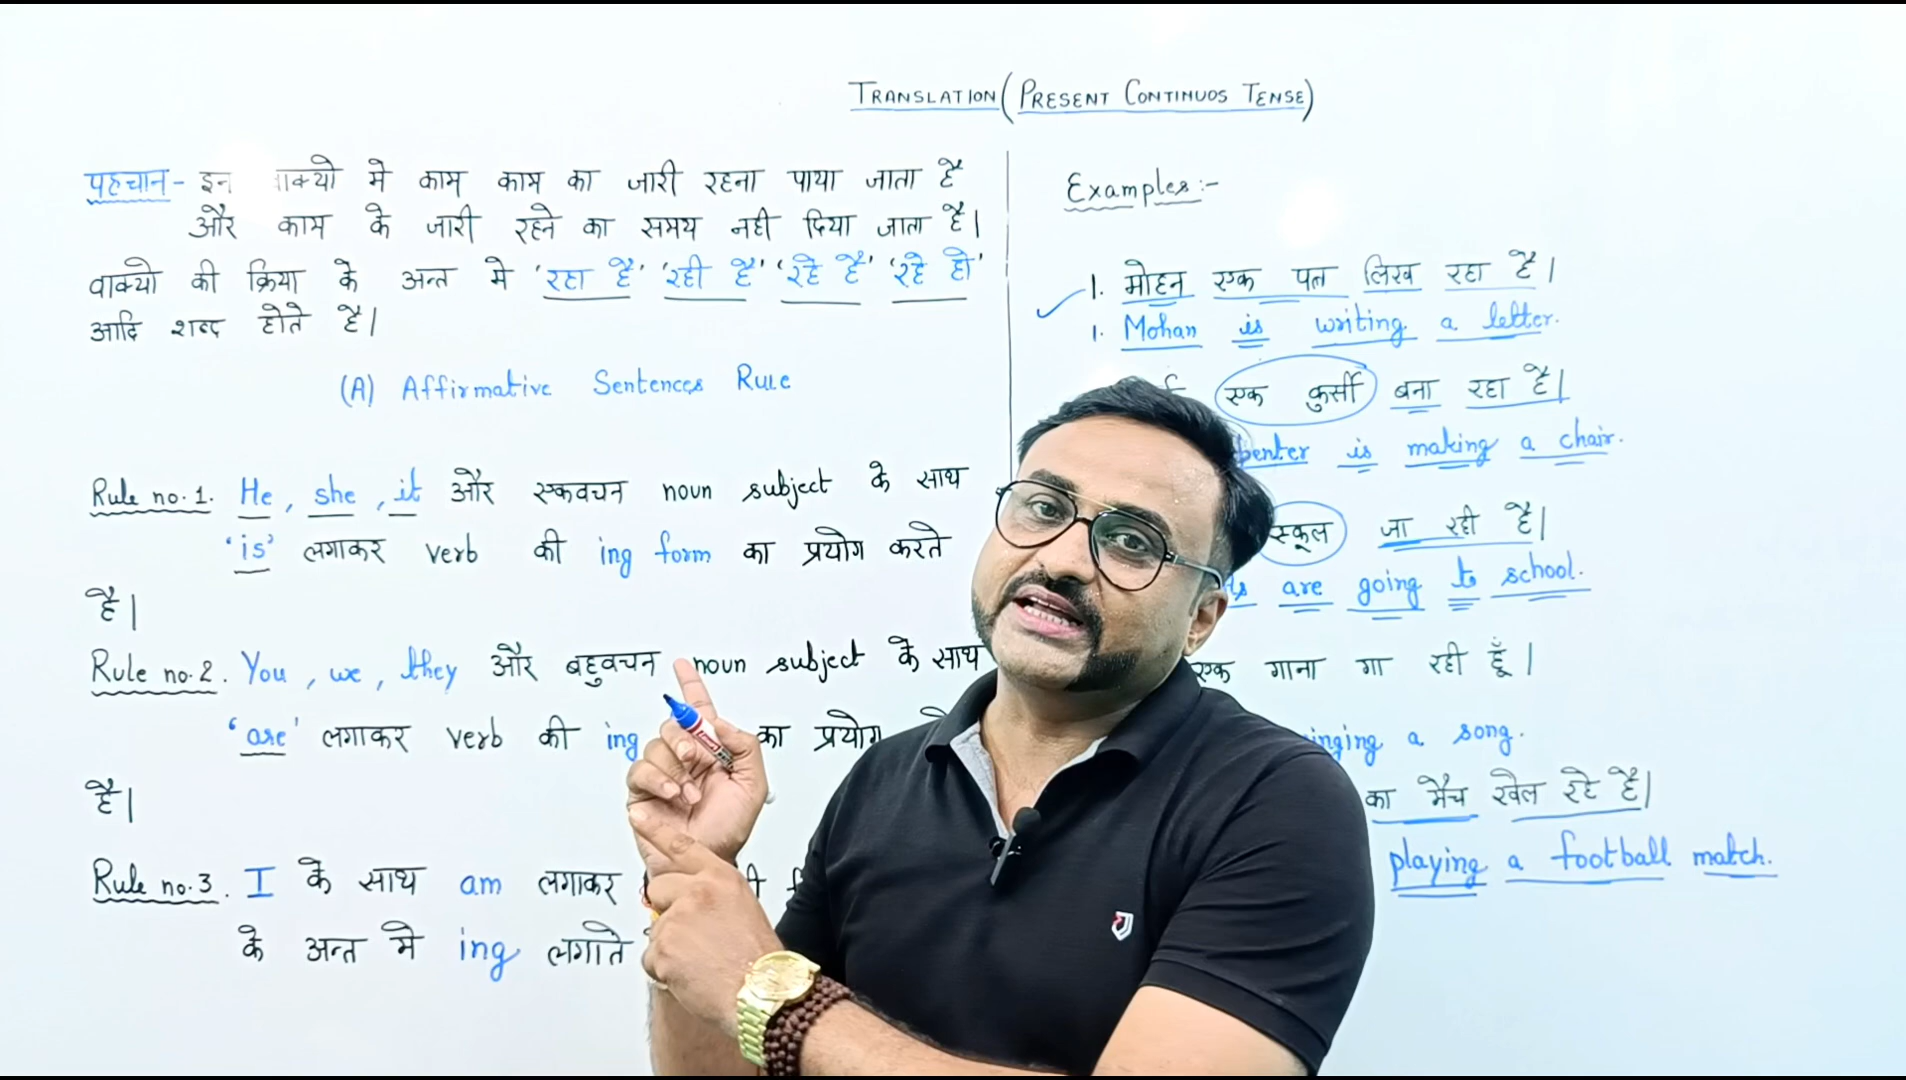 TRANSLATION (PRESENT CONTINUOS TENSE)
पहचान - इन वाक्यो मे काम काम का जारी रहना पाया जाता है
और काम के जारी रहने का समय नही दिया जाता है।
वाक्यो की क्रिया के अन्त मे 'रहा है' 'रही है' 'रहे है' 'रहे हो'
आदि शब्द होते है।
(A) Affirmative Sentences Rule
Rule no. 1. He, she, it और एकवचन noun subject के साथ
'is' लगाकर verb की ing form का प्रयोग करते
है।
Rule no. 2. You, we, they और बहुवचन noun subject के साथ
'are' लगाकर verb की ing का प्रयोग
है।
Rule no. 3. I के साथ am लगाकर
के अन्त मे ing लगाते
Examples :-
1. मोहन एक पत्र लिख रहा है।
1. Mohan is writing a letter.
एक कुर्सी बना रहा है।
is making a chair.
स्कूल जा रही है।
are going to school.
एक गाना गा रही हूँ।
a song.
का मैच खेल रहे है।
playing a football match.